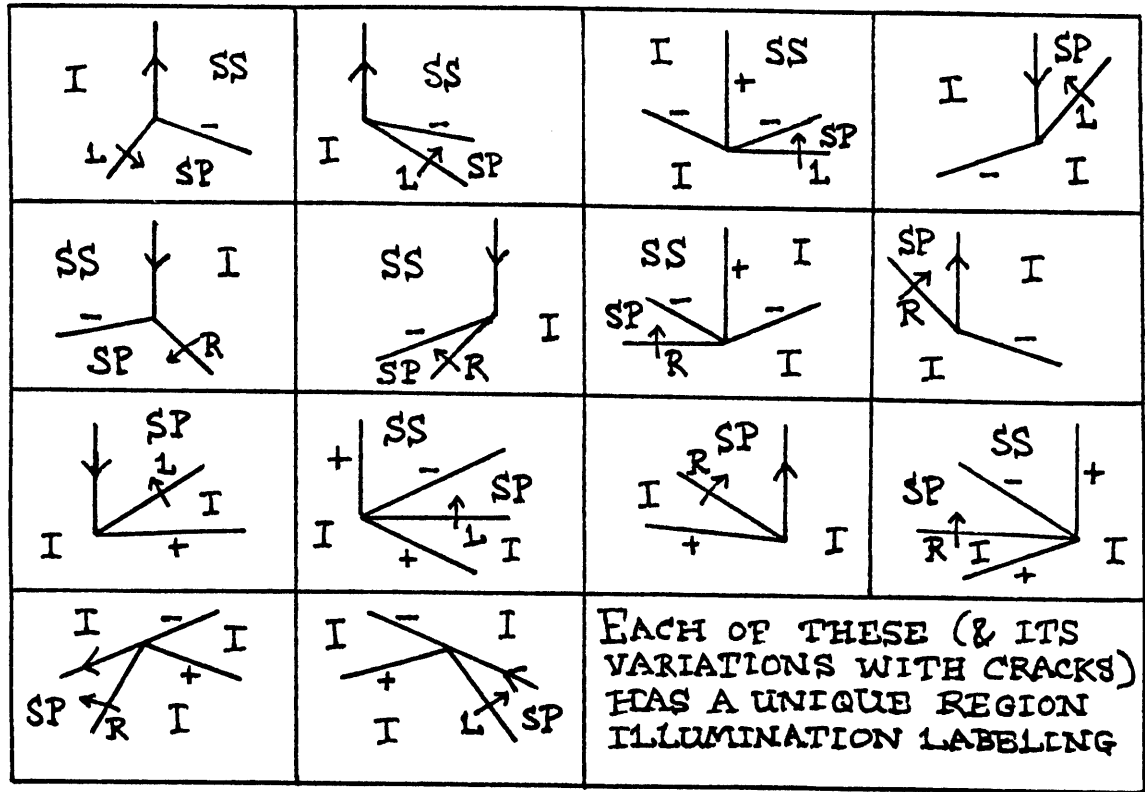 I SS
L - SP
SS
- I L SP
I SS
+ - - SP
I L
SP
I L
- I
SS I
- SP R
SS
- I
SP R
SS + I
SP - -
R I
SP I
R
I -
SP
L
I I
+
SS
+ - SP
I L
+ I
SP
R
I
+ I
SS
SP - +
R I I
+
I - I
+
SP R I
- I
I +
I L SP
EACH OF THESE (& ITS
VARIATIONS WITH CRACKS)
HAS A UNIQUE REGION
ILLUMINATION LABELING